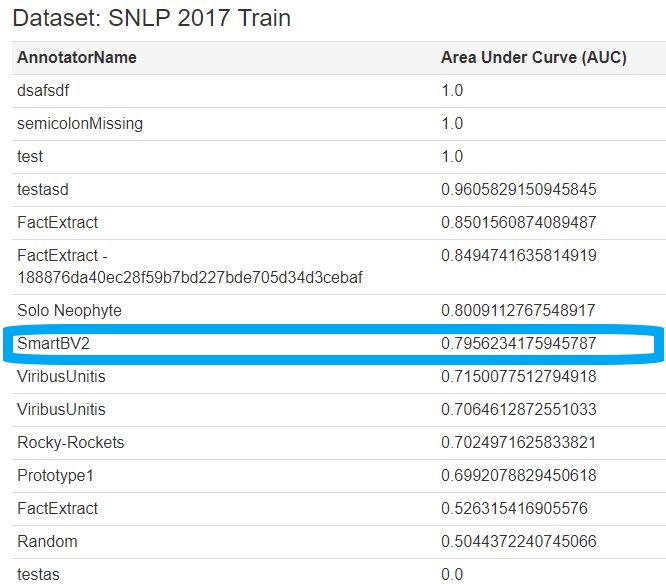 Dataset: SNLP 2017 Train
AnnotatorName Area Under Curve (AUC)
dsafsdf 1.0
semicolonMissing 1.0
test 1.0
testasd 0.9605829150945845
FactExtract 0.8501560874089487
FactExtract - 0.8494741635814919
188876da40ec28f59b7bd227bde705d34d3cebaf
Solo Neophyte 0.8009112767548917
SmartBV2 0.7956234175945787
ViribusUnitis 0.7150077512794918
ViribusUnitis 0.7064612872551033
Rocky-Rockets 0.7024971625833821
Prototype1 0.6992078829450618
FactExtract 0.526315416905576
Random 0.5044372240745066
testas 0.0